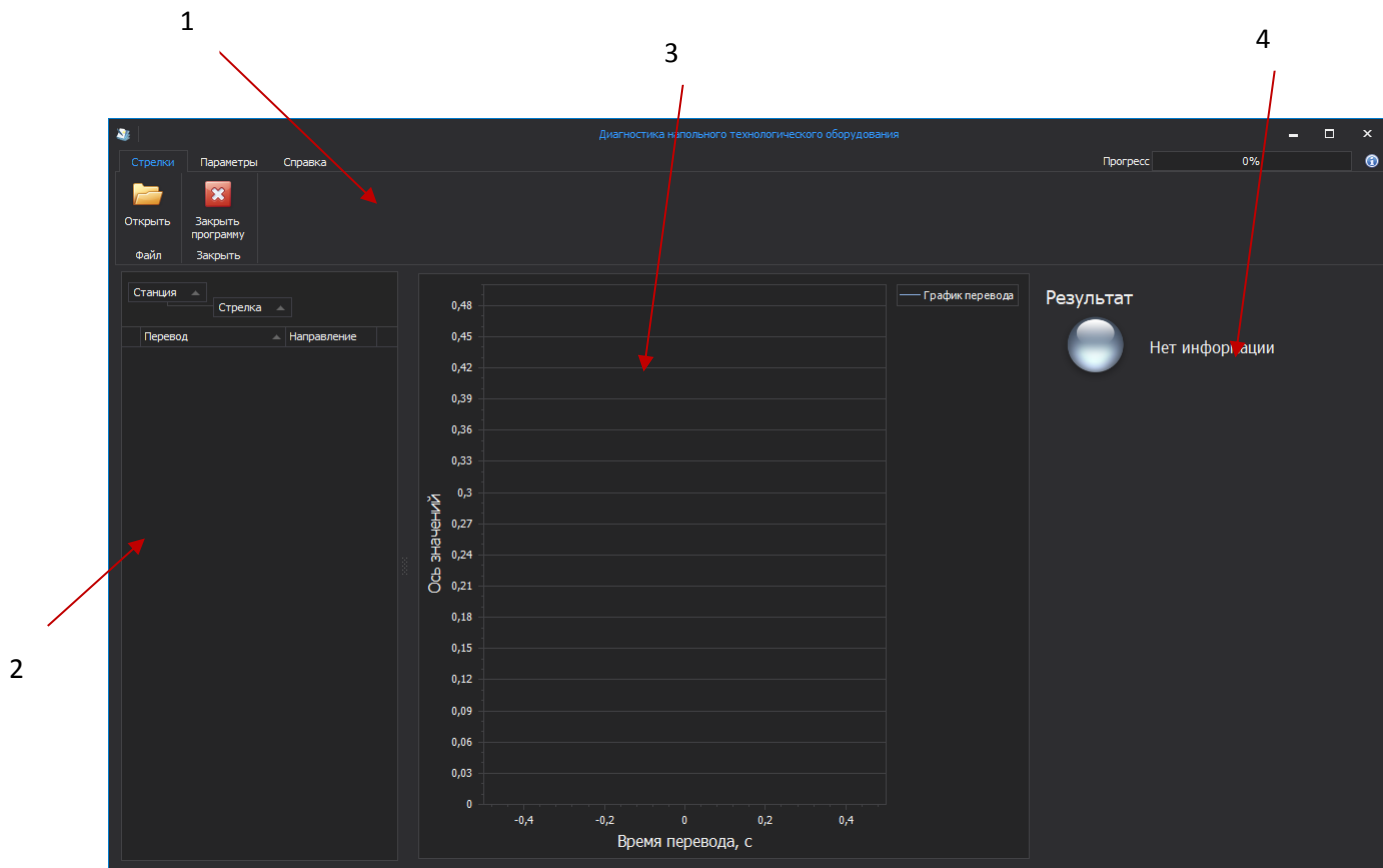 1
3
4
Диагностика напольного технологического оборудования
Стрелки Параметры Справка Прогресс 0%
Открыть Закрыть
программу
Файл Закрыть
Станция
Стрелка
Перевод Направление
График перевода
Результат
Нет информации
0,48
0,45
0,42
0,39
0,36
0,33
0,3
0,27
0,24
0,21
0,18
0,15
0,12
0,09
0,06
0,03
0
Ось значений
-0,4 -0,2 0 0,2 0,4
Время перевода, с
2